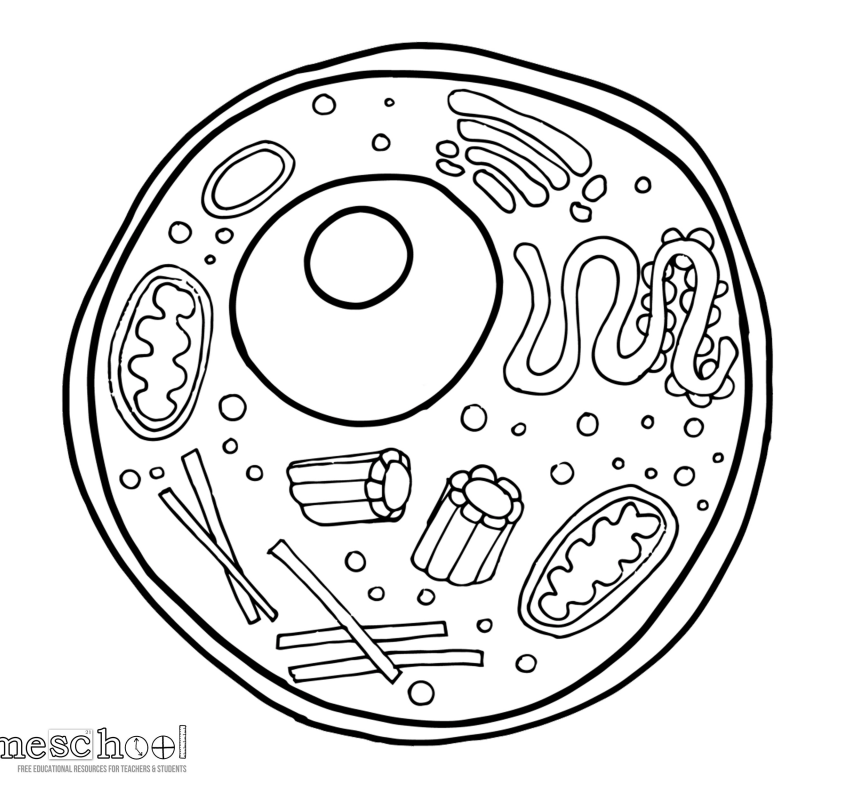 meschool
FREE EDUCATIONAL RESOURCES FOR TEACHERS & STUDENTS